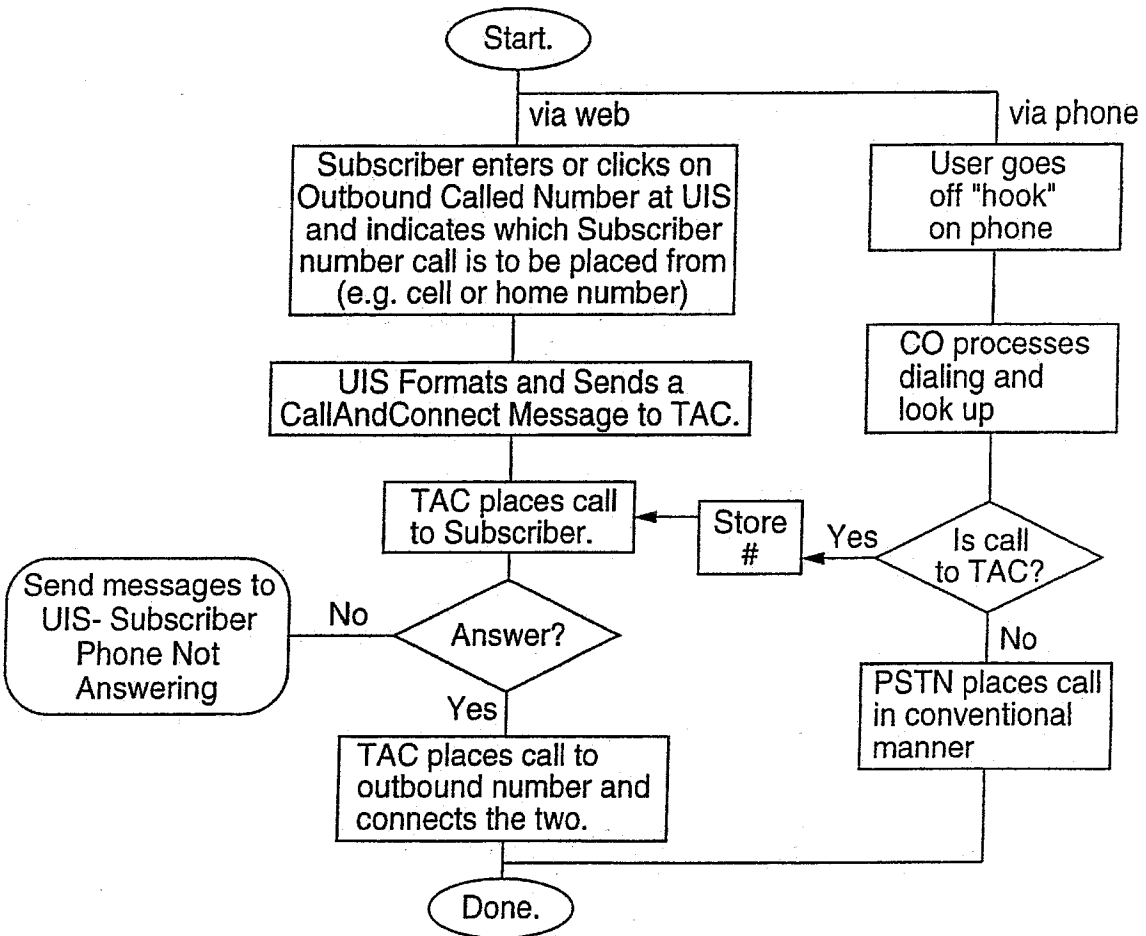 Start.
via web
via phone
Subscriber enters or clicks on
Outbound Called Number at UIS
and indicates which Subscriber
number call is to be placed from
(e.g. cell or home number)
User goes
off "hook"
on phone
UIS Formats and Sends a
CallAndConnect Message to TAC.
CO processes
dialing and
look up
TAC places call
to Subscriber.
Store
#
Yes
Is call
to TAC?
Send messages to
UIS- Subscriber
Phone Not
Answering
No
Answer?
No
Yes
PSTN places call
in conventional
manner
TAC places call to
outbound number and
connects the two.
Done.